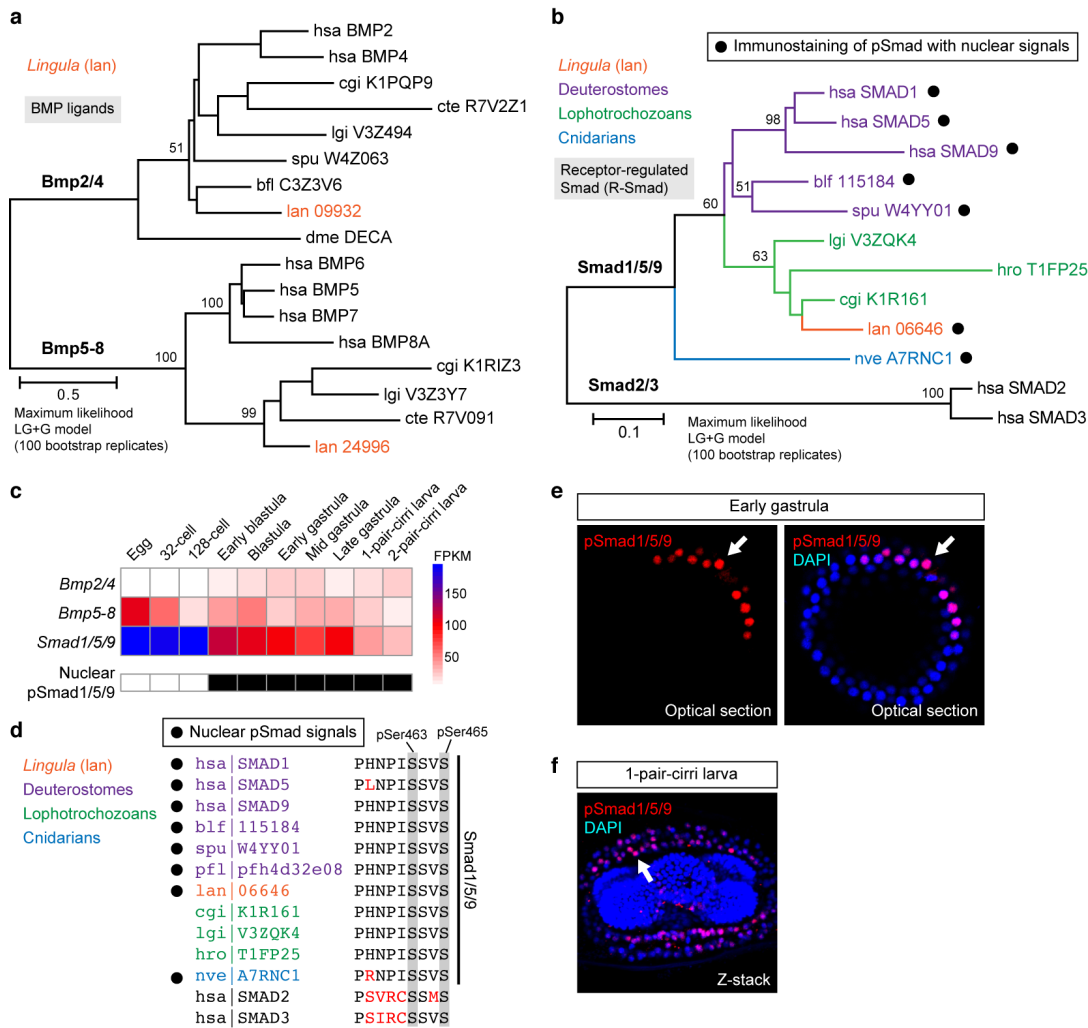 a
Lingula (lan)
BMP ligands
hsa BMP2
hsa BMP4
cgi K1PQP9
cte R7V2Z1
lgi V3Z494
51
spu W4Z063
bfl C3Z3V6
Bmp2/4
lan 09932
dme DECA
hsa BMP6
hsa BMP5
100
hsa BMP7
hsa BMP8A
Bmp5-8
100
cgi K1RIZ3
lgi V3Z3Y7
99
cte R7V091
lan 24996
0.5
Maximum likelihood
LG+G model
(100 bootstrap replicates)
b
● Immunostaining of pSmad with nuclear signals
Lingula (lan)
Deuterostomes
Lophotrochozoans
Cnidarians
Receptor-regulated
Smad (R-Smad)
hsa SMAD1 ●
98
hsa SMAD5 ●
hsa SMAD9 ●
blf 115184 ●
51
60
spu W4YY01 ●
lgi V3ZQK4
63
Smad1/5/9
hro T1FP25
cgi K1R161
lan 06646 ●
nve A7RNC1 ●
Smad2/3
100
hsa SMAD2
hsa SMAD3
0.1
Maximum likelihood
LG+G model
(100 bootstrap replicates)
c
Egg
32-cell
128-cell
Early blastula
Blastula
Early gastrula
Mid gastrula
Late gastrula
1-pair-cirri larva
2-pair-cirri larva
FPKM
150
100
50
Bmp2/4
Bmp5-8
Smad1/5/9
Nuclear
pSmad1/5/9
d
● Nuclear pSmad signals
pSer463
pSer465
Lingula (lan)
Deuterostomes
Lophotrochozoans
Cnidarians
● hsa|SMAD1 PHNPISSVS
● hsa|SMAD5 PLNPISSVS
● hsa|SMAD9 PHNPISSVS
● blf|115184 PHNPISSVS
● spu|W4YY01 PHNPISSVS
● pfl|pfh4d32e08 PHNPISSVS
● lan|06646 PHNPISSVS
cgi|K1R161 PHNPISSVS
lgi|V3ZQK4 PHNPISSVS
hro|T1FP25 PHNPISSVS
● nve|A7RNC1 PRNPISSVS
hsa|SMAD2 PSVRCSSMS
hsa|SMAD3 PSIRCSSVS
Smad1/5/9
e
Early gastrula
pSmad1/5/9
Optical section
pSmad1/5/9
DAPI
Optical section
f
1-pair-cirri larva
pSmad1/5/9
DAPI
Z-stack